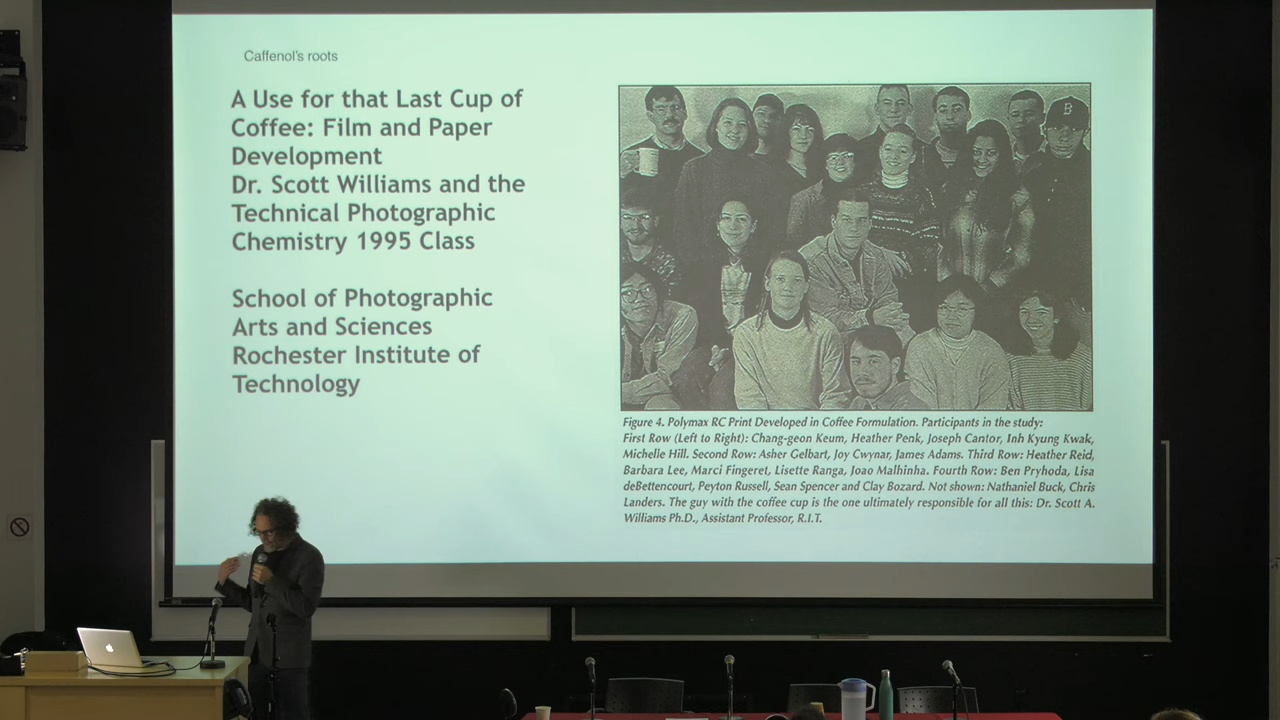 Caffenol's roots
A Use for that Last Cup of
Coffee: Film and Paper
Development
Dr. Scott Williams and the
Technical Photographic
Chemistry 1995 Class
School of Photographic
Arts and Sciences
Rochester Institute of
Technology
B
Figure 4. Polymax RC Print Developed in Coffee Formulation. Participants in the study:
First Row (Left to Right): Chang-geon Keum, Heather Penk, Joseph Cantor, Inh Kyung Kwak,
Michelle Hill. Second Row: Asher Gelbart, Joy Cwynar, James Adams. Third Row: Heather Reid,
Barbara Lee, Marci Fingeret, Lisette Ranga, Joao Malhinha. Fourth Row: Ben Pryhoda, Lisa
deBettencourt, Peyton Russell, Sean Spencer and Clay Bozard. Not shown: Nathaniel Buck, Chris
Landers. The guy with the coffee cup is the one ultimately responsible for all this: Dr. Scott A.
Williams Ph.D., Assistant Professor, R.I.T.